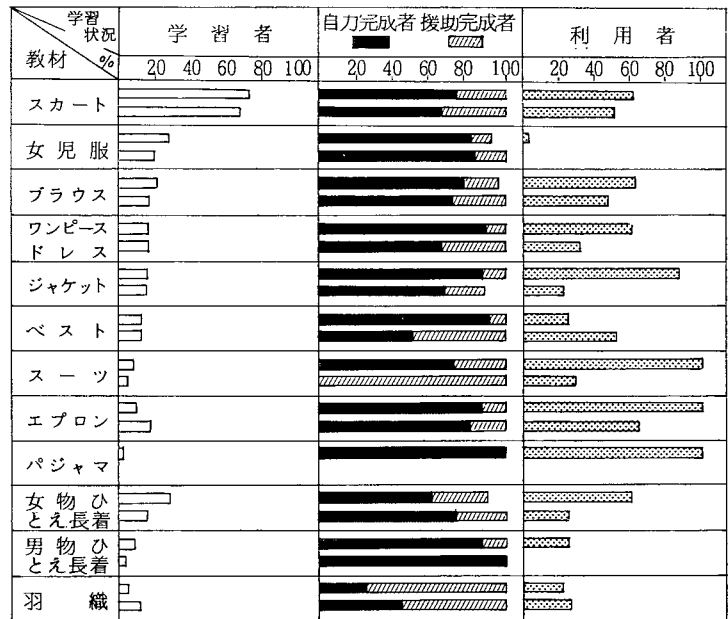 学習
状況
%
教材
学習者
20 40 60 80 100
自力完成者 援助完成者
20 40 60 80 100
利用者
20 40 60 80 100
スカート
女児服
ブラウス
ワンピース
ドレス
ジャケット
ベスト
スーツ
エプロン
パジャマ
女物ひ
とえ長着
男物ひ
とえ長着
羽織